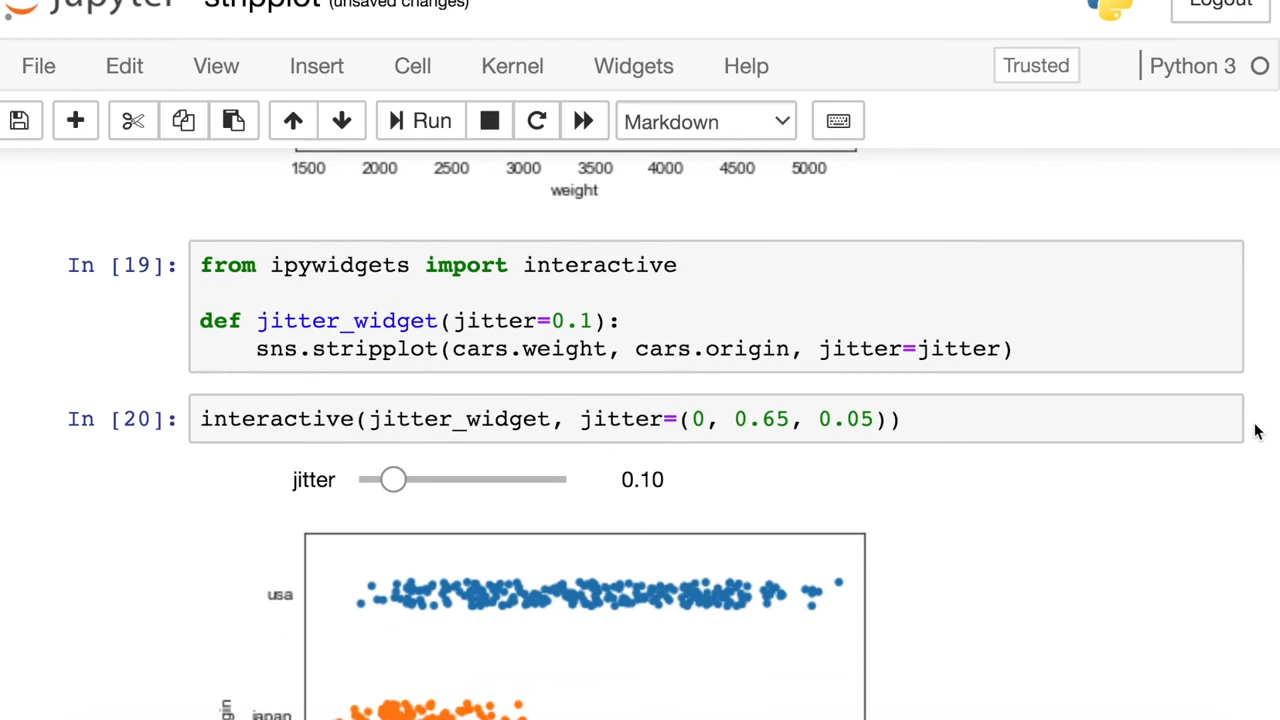 jupyter stripplot (unsaved changes) Logout
File Edit View Insert Cell Kernel Widgets Help Trusted Python 3
Run Markdown
1500 2000 2500 3000 3500 4000 4500 5000
weight
In [19]: from ipywidgets import interactive
def jitter_widget(jitter=0.1):
sns.stripplot(cars.weight, cars.origin, jitter=jitter)
In [20]: interactive(jitter_widget, jitter=(0, 0.65, 0.05))
jitter 0.10
usa
japan